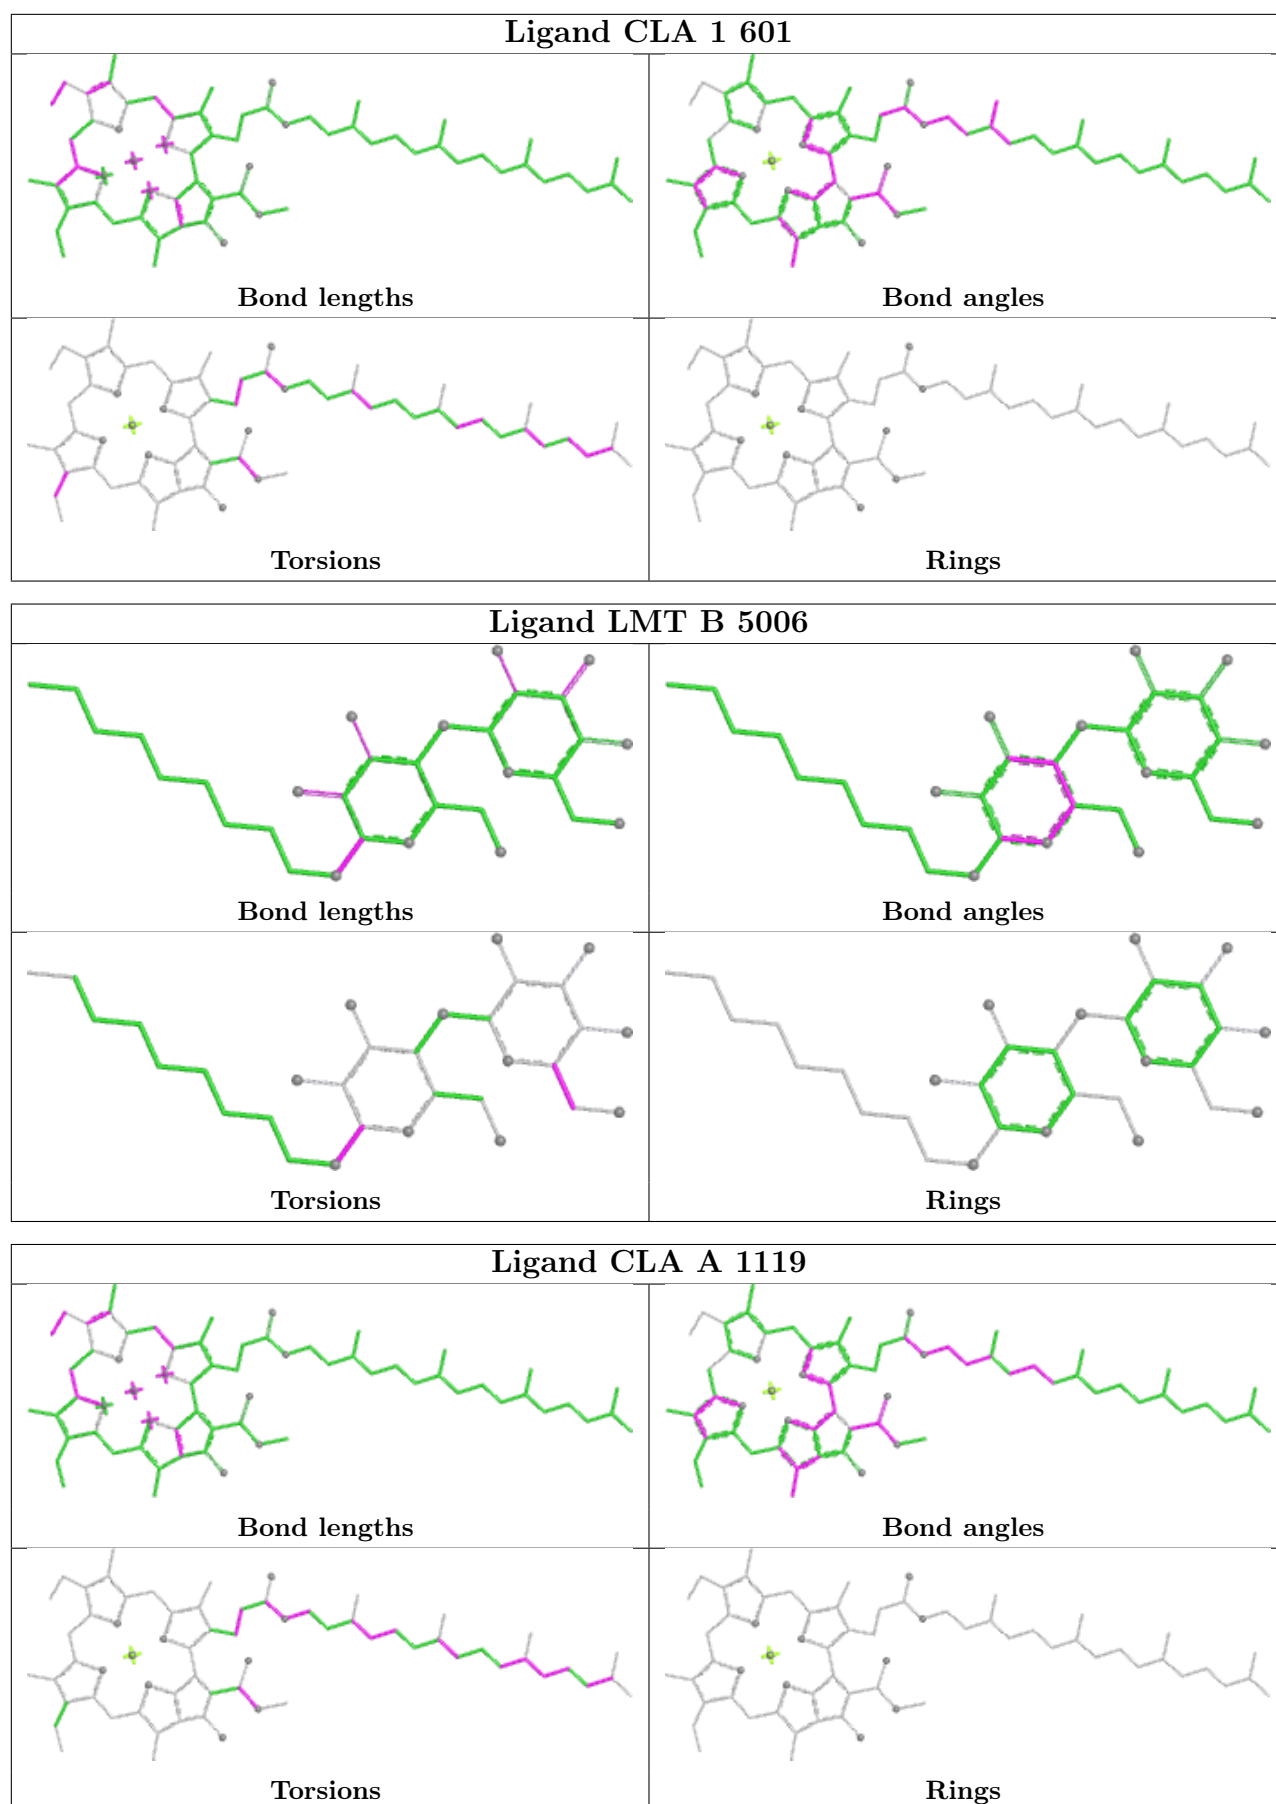 Ligand CLA 1 601
Bond lengths
Bond angles
Torsions
Rings
Ligand LMT B 5006
Bond lengths
Bond angles
Torsions
Rings
Ligand CLA A 1119
Bond lengths
Bond angles
Torsions
Rings